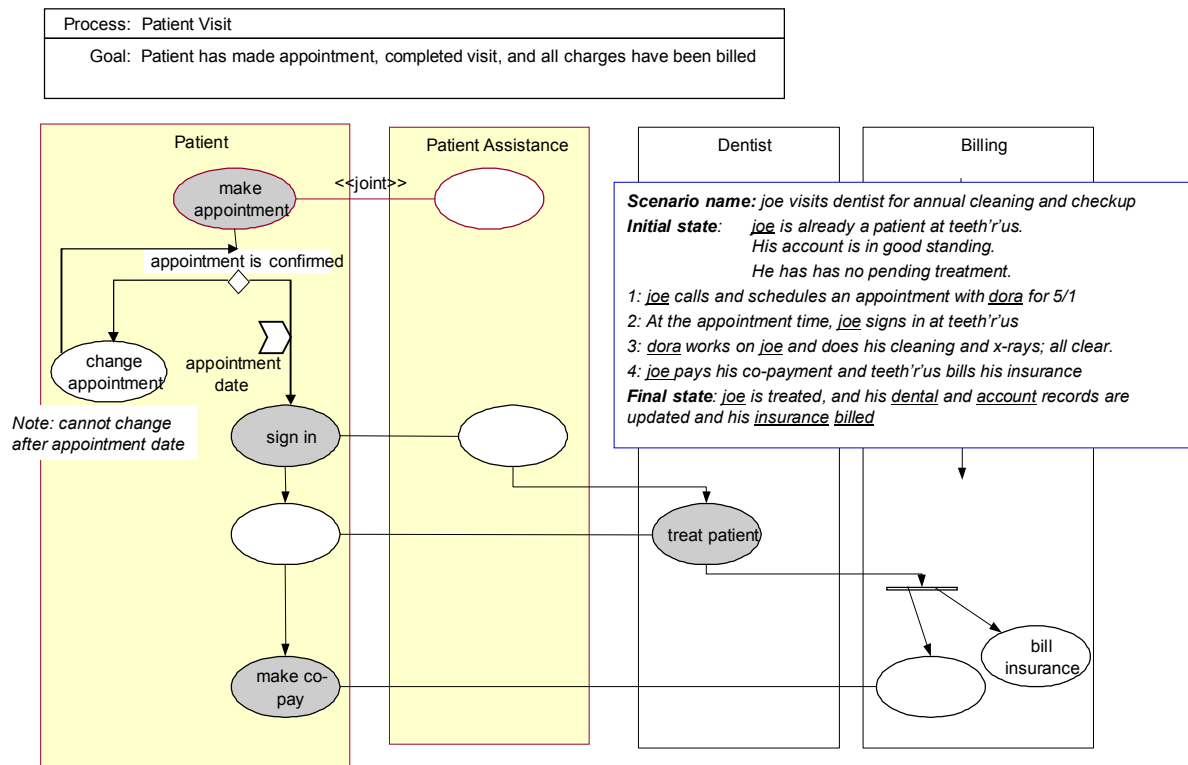 Process: Patient Visit
Goal: Patient has made appointment, completed visit, and all charges have been billed
Patient
Patient Assistance
Dentist
Billing
make
appointment
<<joint>>
appointment is confirmed
change
appointment
appointment
date
Note: cannot change
after appointment date
sign in
treat patient
make co-
pay
bill
insurance
Scenario name: joe visits dentist for annual cleaning and checkup
Initial state: joe is already a patient at teeth’r’us.
His account is in good standing.
He has has no pending treatment.
1: joe calls and schedules an appointment with dora for 5/1
2: At the appointment time, joe signs in at teeth’r’us
3: dora works on joe and does his cleaning and x-rays; all clear.
4: joe pays his co-payment and teeth’r’us bills his insurance
Final state: joe is treated, and his dental and account records are
updated and his insurance billed